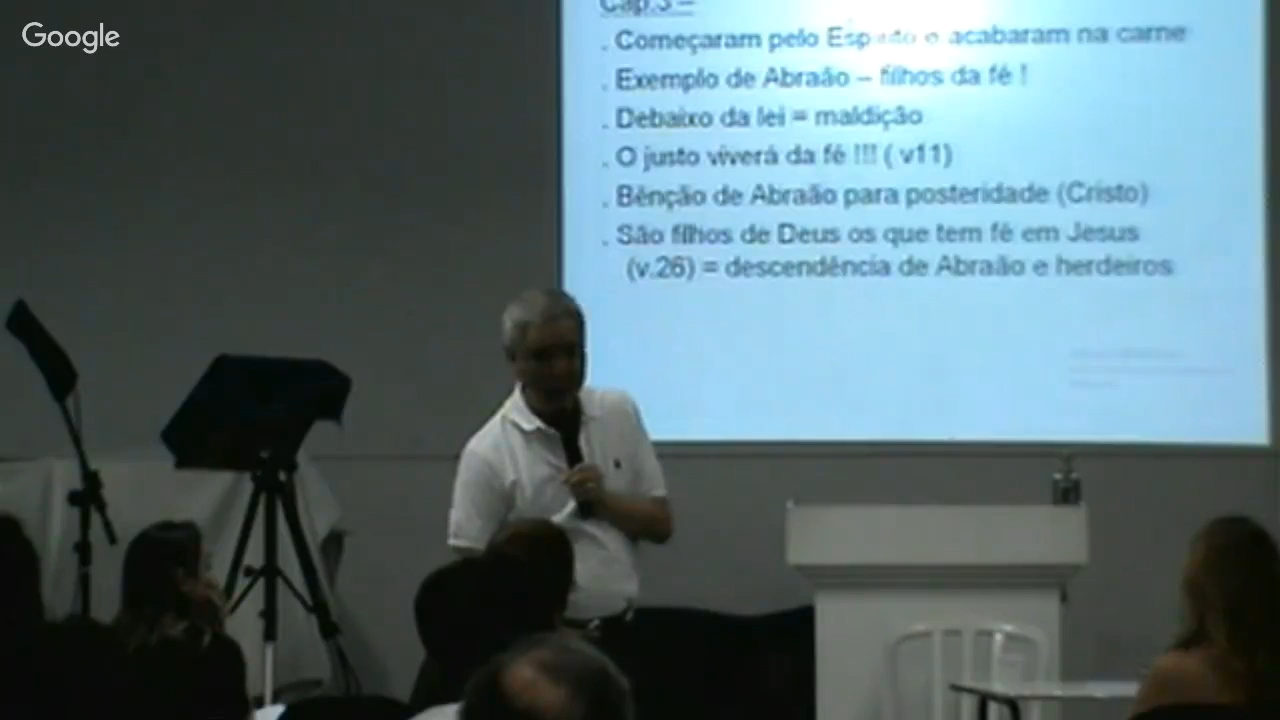 Google
Cap.3 –
. Começaram pelo Espírito e acabaram na carne
. Exemplo de Abraão – filhos da fé !
. Debaixo da lei = maldição
. O justo viverá da fé !!! ( v11)
. Bênção de Abraão para posteridade (Cristo)
. São filhos de Deus os que tem fé em Jesus
(v.26) = descendência de Abraão e herdeiros